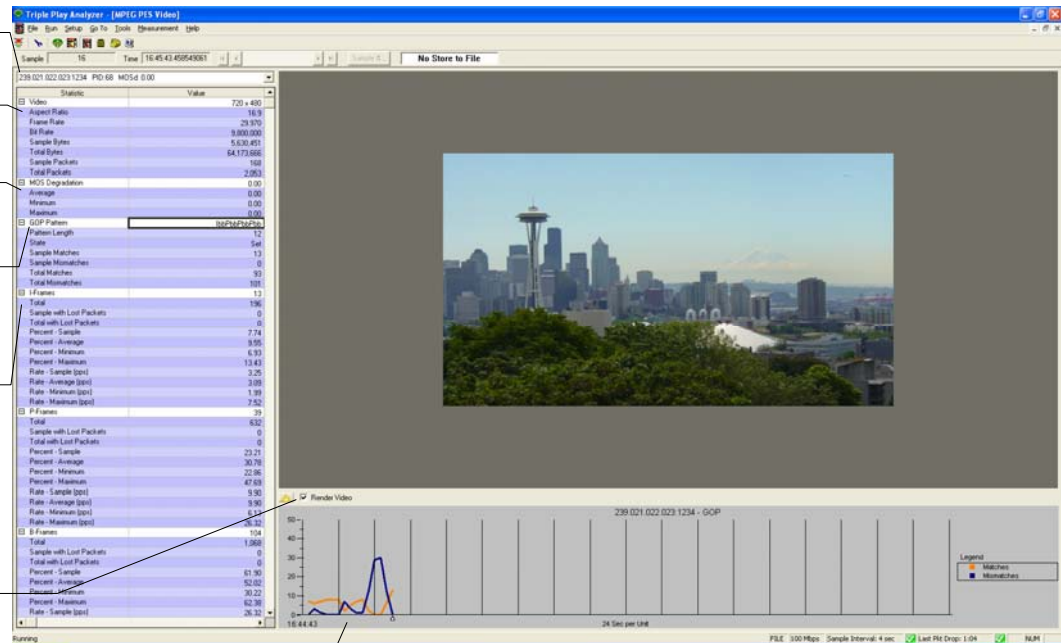 Triple Play Analyzer - [MPEG PES Video]
File Run Setup Go To Tools Measurement Help
Sample 16 Time 16:45:43.458549061 No Store to File
239.021.022.023:1234 PID:68 MOSd 0.00
Statistic Value
Video 720 x 480
Aspect Ratio 16:9
Frame Rate 29.970
Bit Rate 9,800,000
Sample Bytes 5,630,451
Total Bytes 64,173,666
Sample Packets 168
Total Packets 2,053
MOS Degradation 0.00
Average 0.00
Minimum 0.00
Maximum 0.00
GOP Pattern IbbPbbPbbPbb
Pattern Length 12
State Set
Sample Matches 13
Sample Mismatches 0
Total Matches 93
Total Mismatches 101
I-Frames 13
Total 196
Sample with Lost Packets 0
Total with Lost Packets 0
Percent - Sample 7.74
Percent - Average 9.55
Percent - Minimum 6.93
Percent - Maximum 13.43
Rate - Sample (pps) 3.25
Rate - Average (pps) 3.09
Rate - Minimum (pps) 1.99
Rate - Maximum (pps) 7.52
P-Frames 39
Total 632
Sample with Lost Packets 0
Total with Lost Packets 0
Percent - Sample 23.21
Percent - Average 30.78
Percent - Minimum 22.86
Percent - Maximum 47.69
Rate - Sample (pps) 9.90
Rate - Average (pps) 9.90
Rate - Minimum (pps) 6.13
Rate - Maximum (pps) 26.32
B-Frames 104
Total 1,068
Sample with Lost Packets 0
Total with Lost Packets 0
Percent - Sample 61.90
Percent - Average 52.02
Percent - Minimum 30.22
Percent - Maximum 62.38
Rate - Sample (pps) 26.32
Render Video
239.021.022.023:1234 - GOP
50
40
30
20
10
0
16:44:43
24 Sec per Unit
Legend
Matches
Mismatches
Running
FILE 100 Mbps Sample Interval: 4 sec Last Pkt Drop: 1:04 NUM